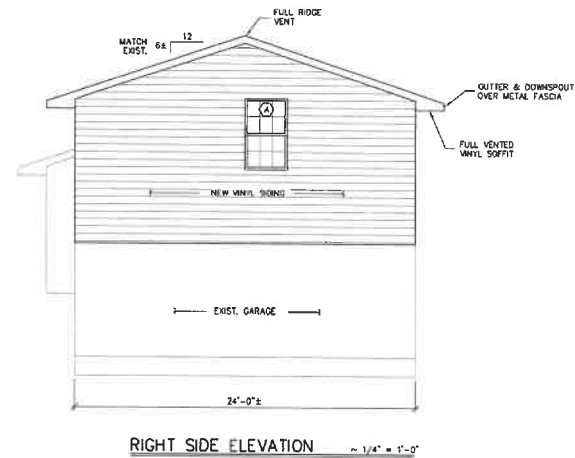 FULL RIDGE
VENT
12
MATCH
EXIST. 6±
GUTTER & DOWNSPOUT
OVER METAL FASCIA
A
FULL VENTED
VINYL SOFFIT
NEW VINYL SIDING
EXIST. GARAGE
24'-0"±
RIGHT SIDE ELEVATION ~ 1/4" = 1'-0"